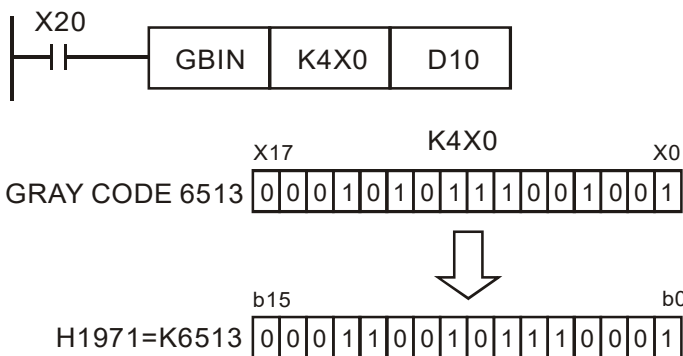 X20
GBIN K4X0 D10
K4X0
X17 X0
GRAY CODE 6513 0 0 0 1 0 1 0 1 1 1 0 0 1 0 0 1
b15 b0
H1971=K6513 0 0 0 1 1 0 0 1 0 1 1 1 0 0 0 1